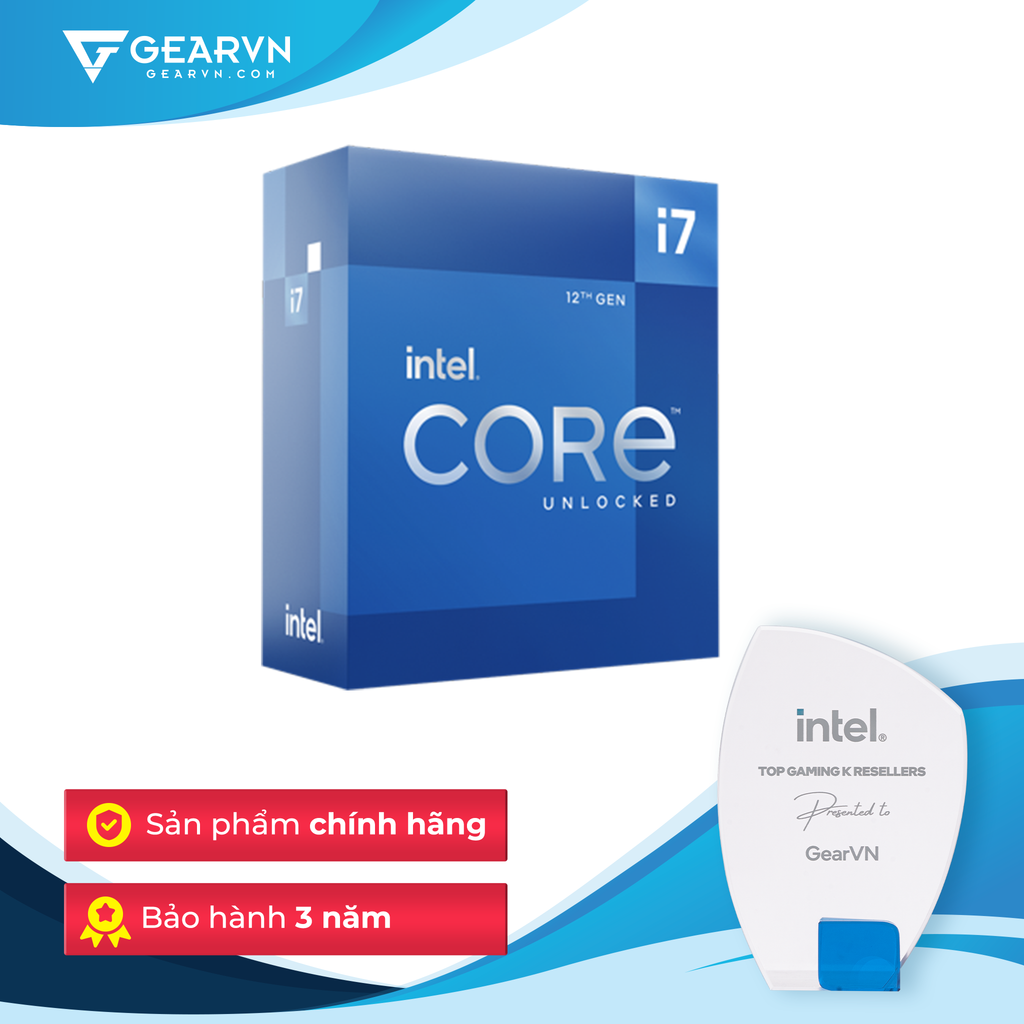 GEARVN
GEARVN.COM
i7
i7
12TH GEN
intel.
CORE™
UNLOCKED
intel.
Sản phẩm chính hãng
Bảo hành 3 năm
intel®
TOP GAMING K RESELLERS
Presented to
GearVN